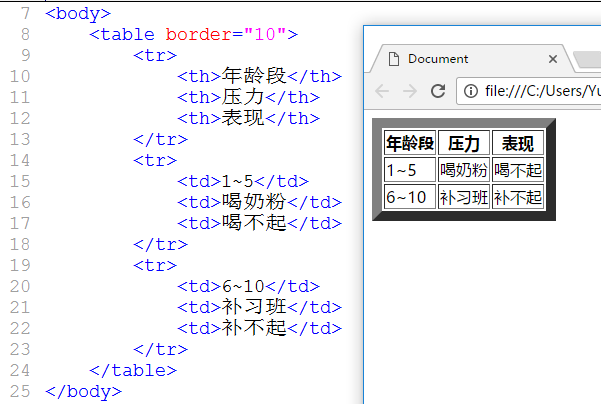 7 <body>
8 <table border="10">
9 <tr>
10 <th>年龄段</th>
11 <th>压力</th>
12 <th>表现</th>
13 </tr>
14 <tr>
15 <td>1~5</td>
16 <td>喝奶粉</td>
17 <td>喝不起</td>
18 </tr>
19 <tr>
20 <td>6~10</td>
21 <td>补习班</td>
22 <td>补不起</td>
23 </tr>
24 </table>
25 </body>
Document
file:///C:/Users/Yu
年龄段 压力 表现
1~5 喝奶粉 喝不起
6~10 补习班 补不起